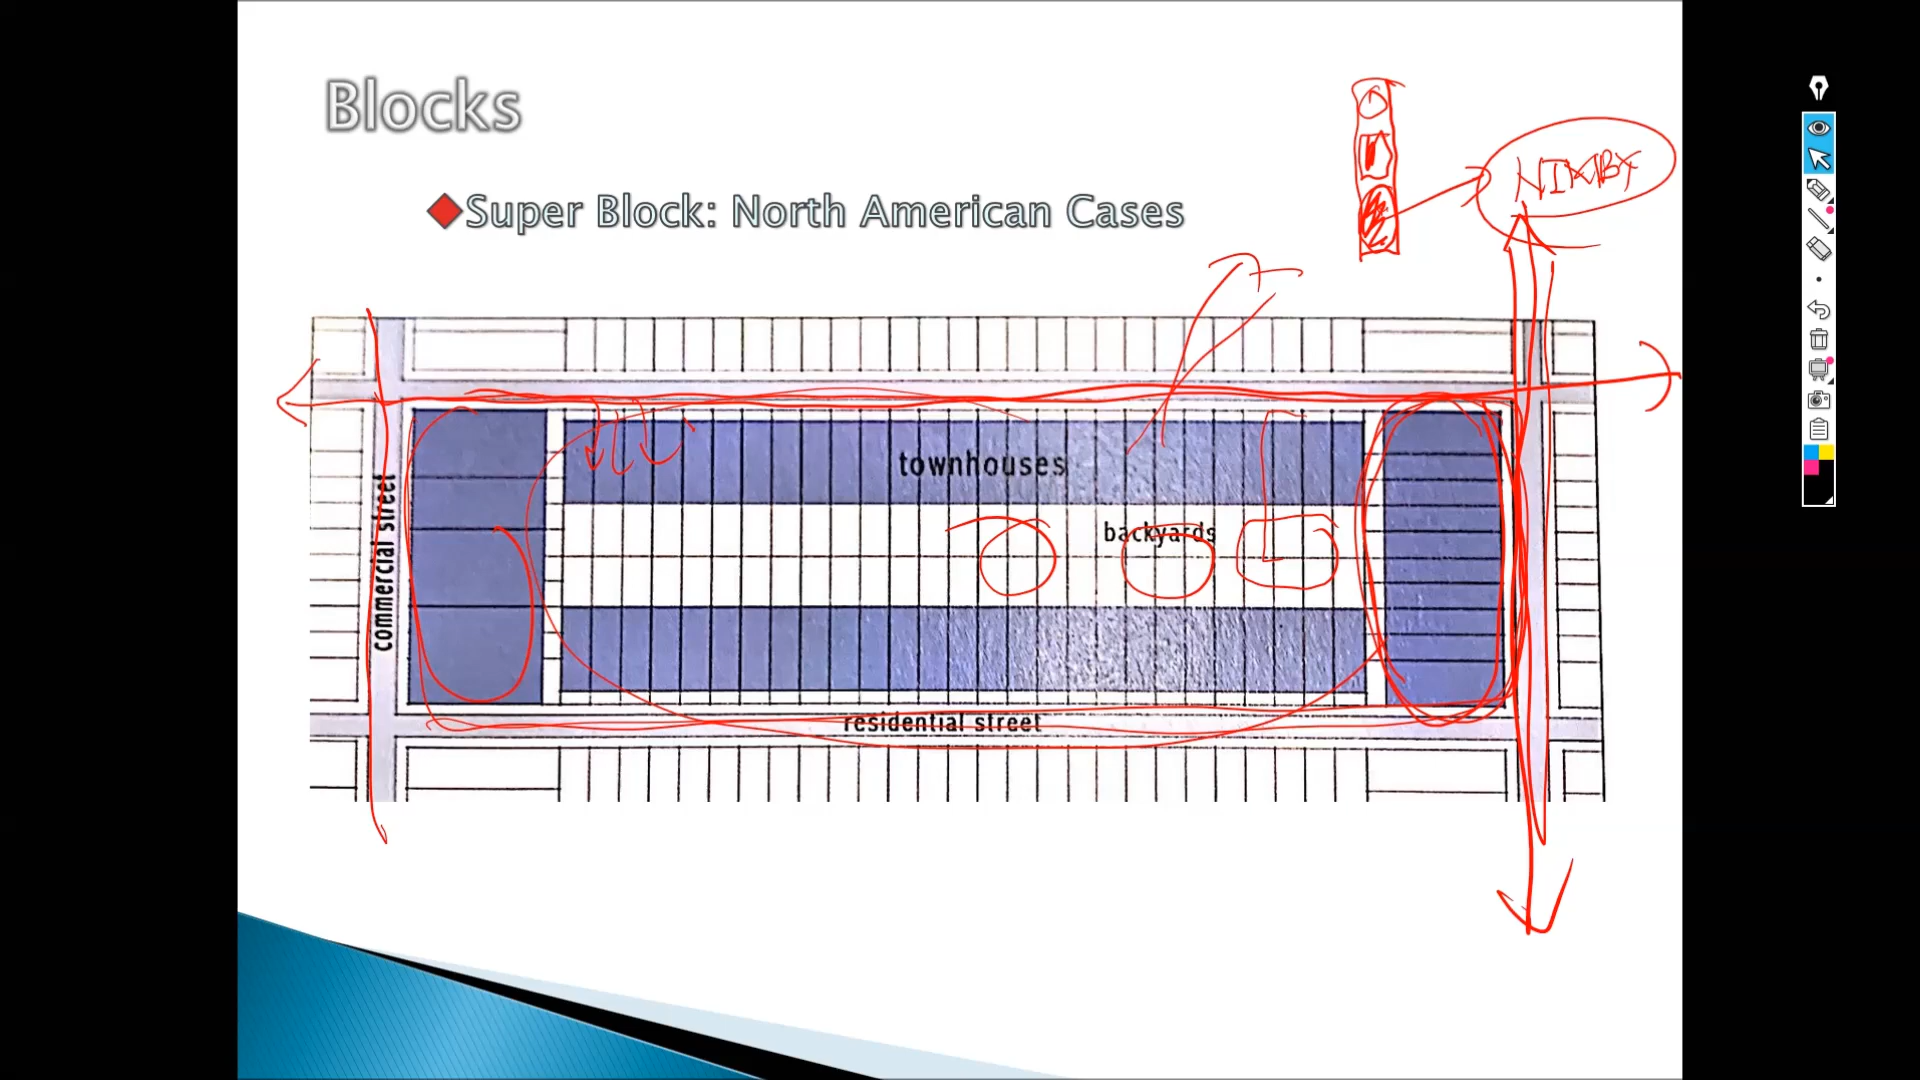 Blocks
Super Block: North American Cases
NIMBY
townhouses
backyards
commercial street
residential street